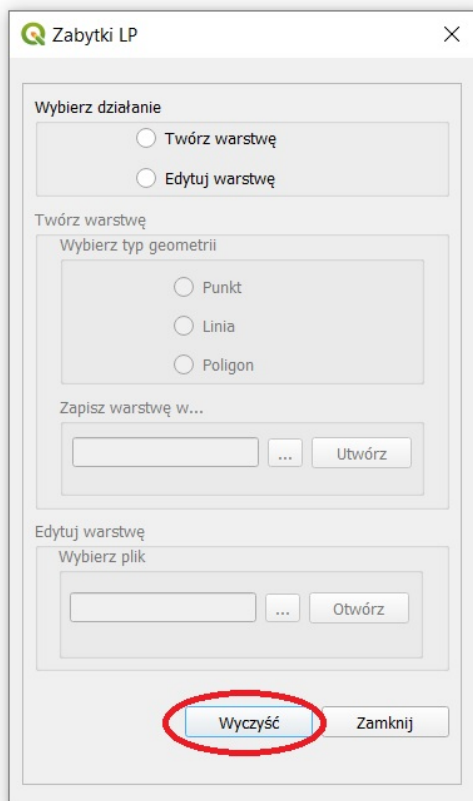 Zabytki LP
Wybierz działanie
Twórz warstwę
Edytuj warstwę
Twórz warstwę
Wybierz typ geometrii
Punkt
Linia
Poligon
Zapisz warstwę w...
... Utwórz
Edytuj warstwę
Wybierz plik
... Otwórz
Wyczyść Zamknij